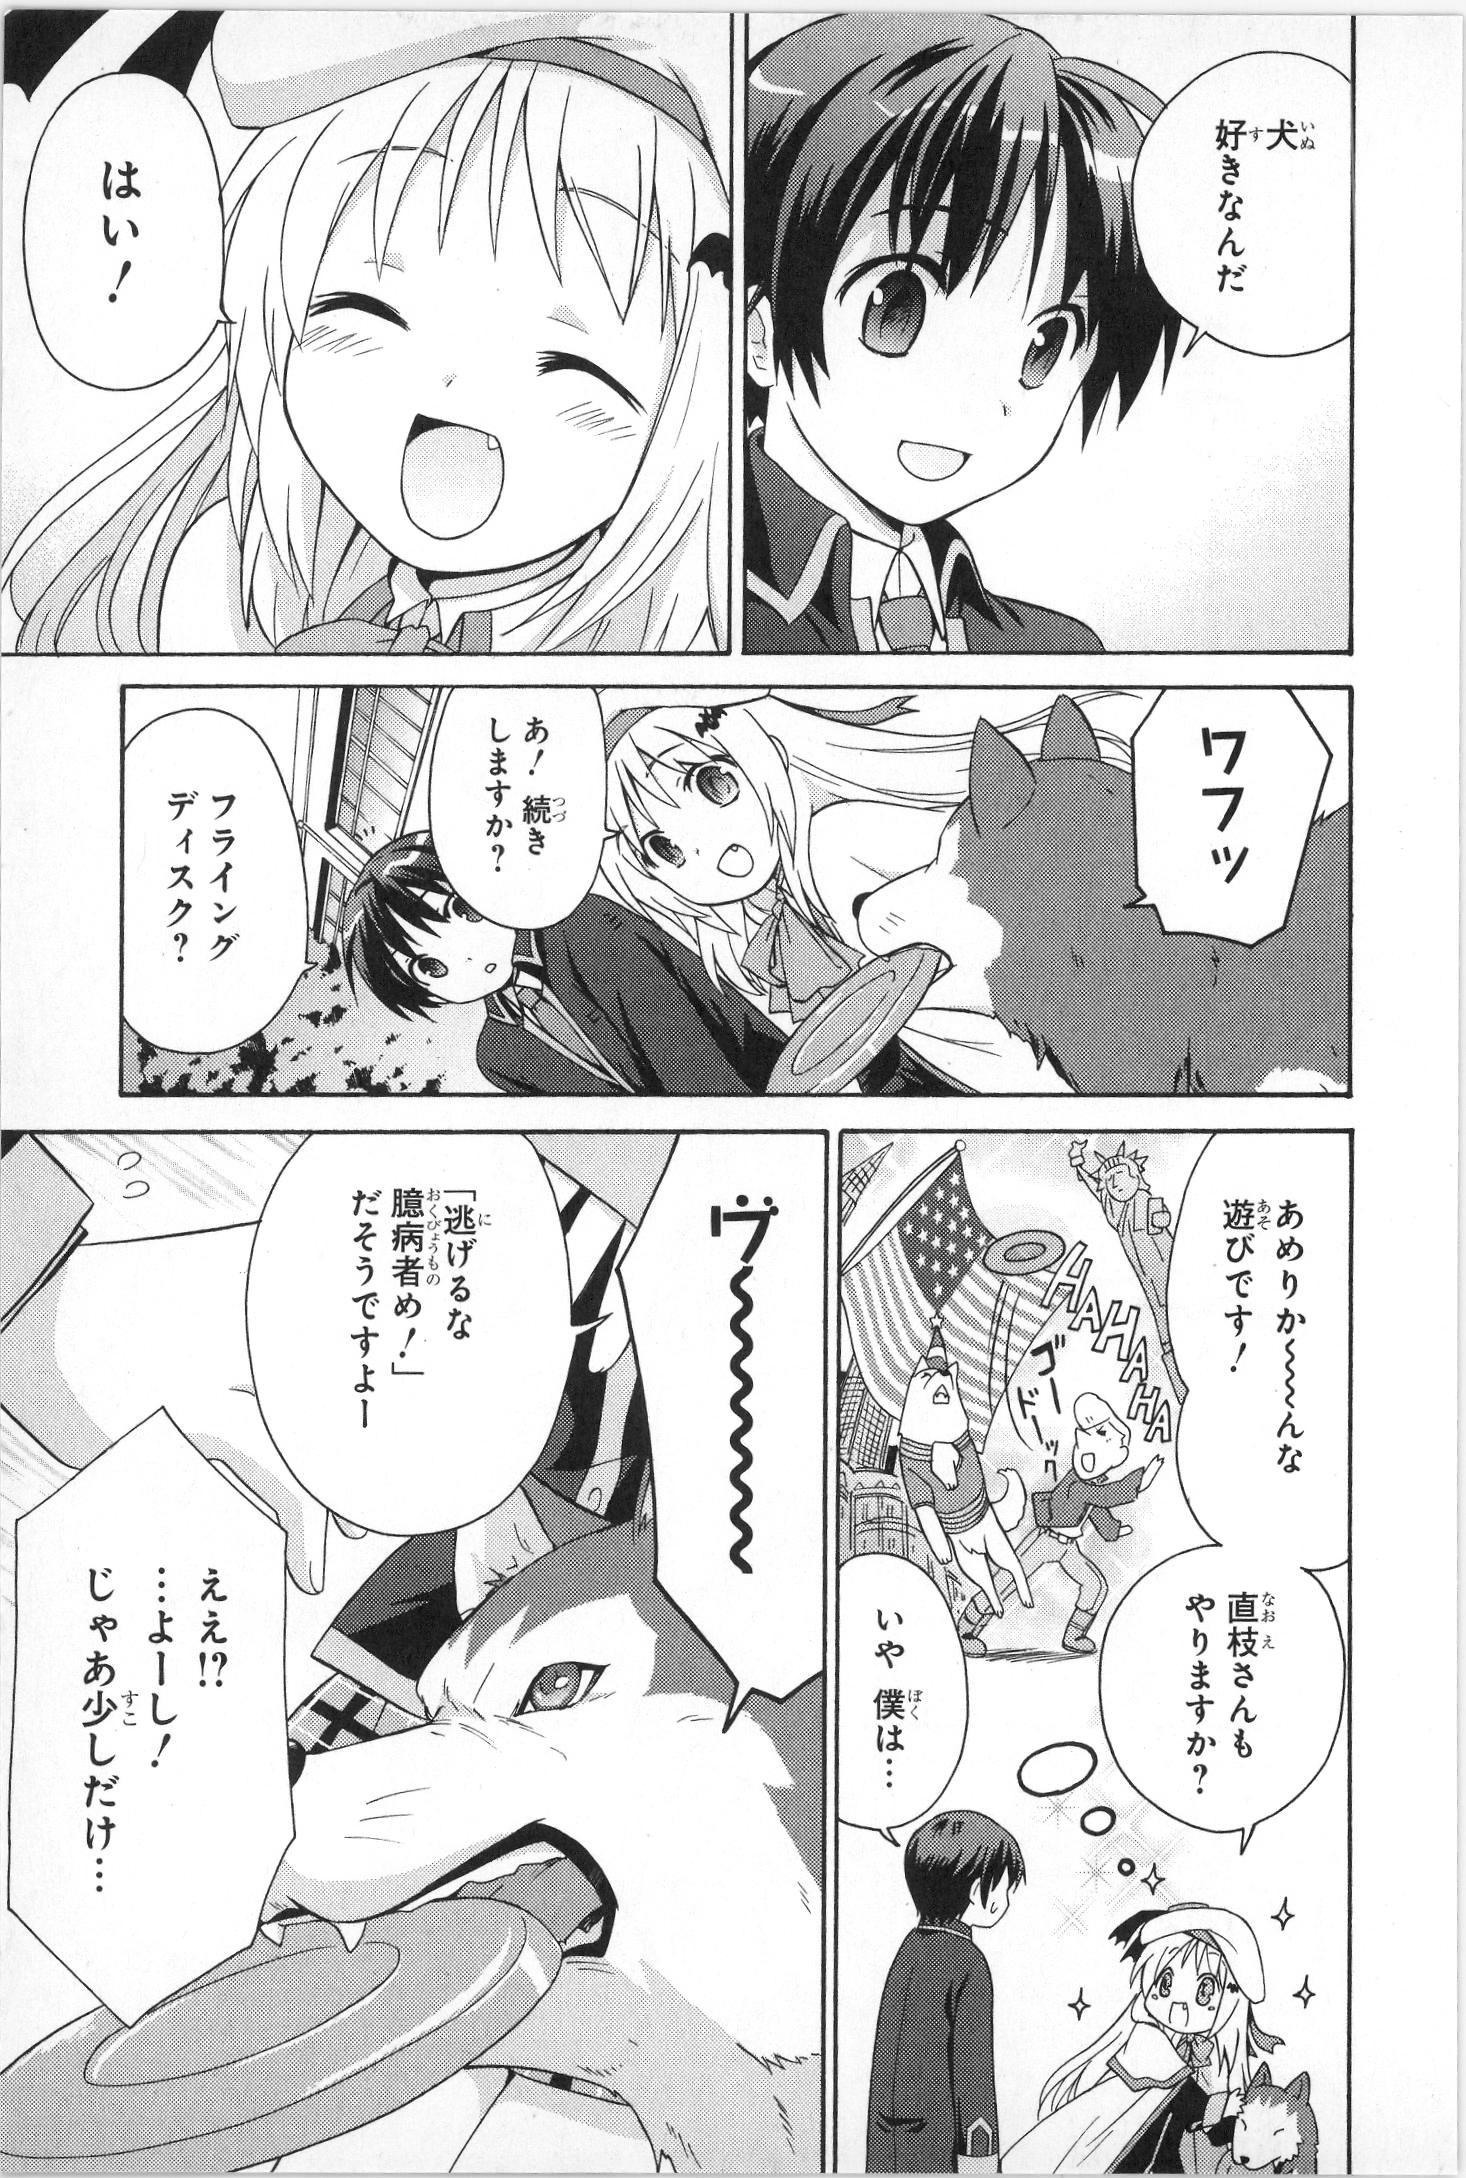 犬
好きなんだ
はい！
ワフッ
あ！続き
しますか？
フライング
ディスク？
あめりか〜〜〜んな
遊びです！
HAHAHAHA
ゴー
ドーッグ
直枝さんも
やりますか？
いや 僕は…
ヴ〜〜〜〜〜〜
「逃げるな
臆病者め！」
だそうですよー
ええ!?
…よーし！
じゃあ少しだけ…